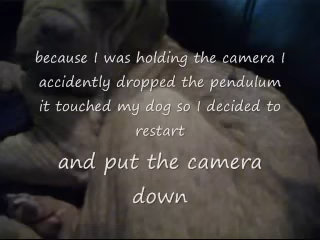 because I was holding the camera I
accidently dropped the pendulum
it touched my dog so I decided to
restart
and put the camera
down